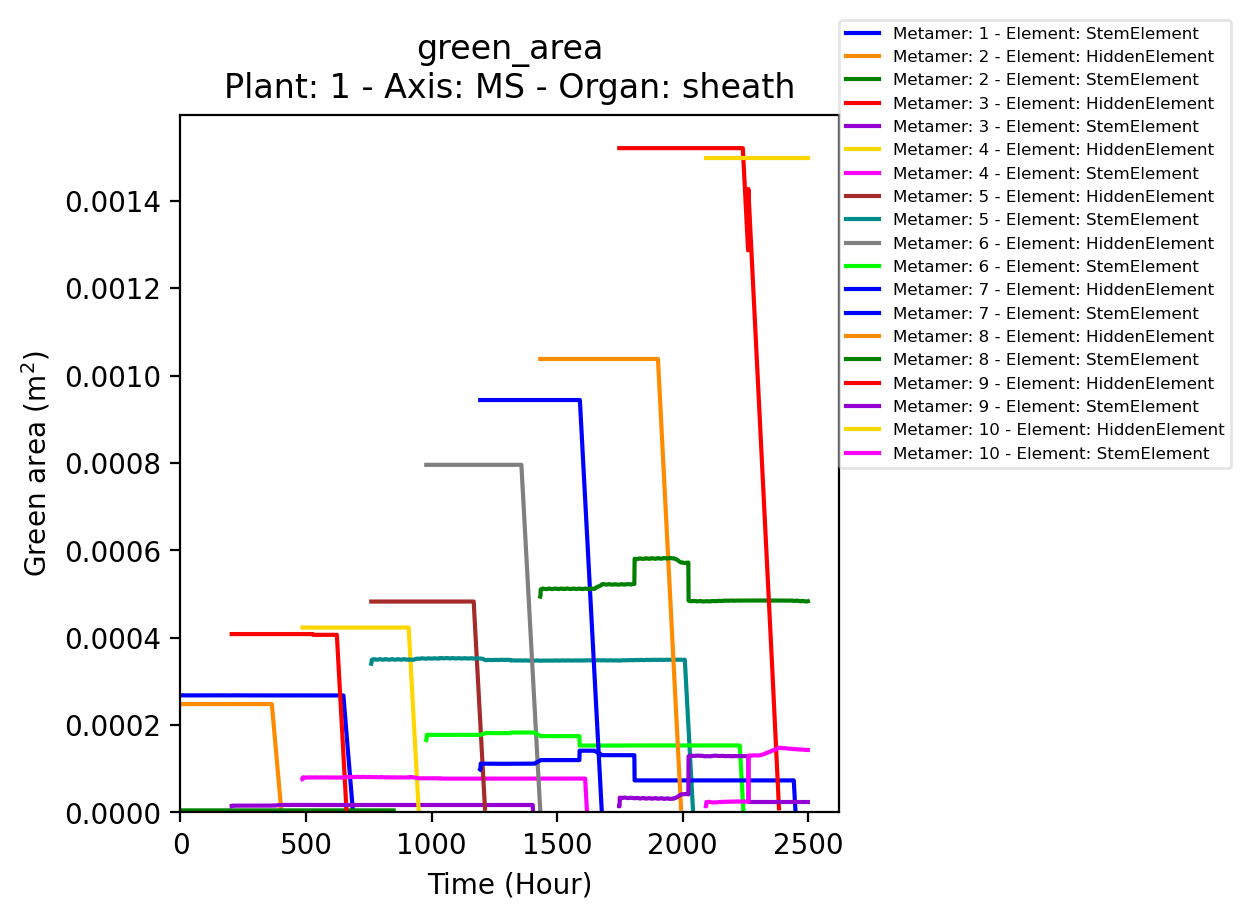 green_area
Plant: 1 - Axis: MS - Organ: sheath
Metamer: 1 - Element: StemElement
Metamer: 2 - Element: HiddenElement
Metamer: 2 - Element: StemElement
Metamer: 3 - Element: HiddenElement
Metamer: 3 - Element: StemElement
Metamer: 4 - Element: HiddenElement
Metamer: 4 - Element: StemElement
Metamer: 5 - Element: HiddenElement
Metamer: 5 - Element: StemElement
Metamer: 6 - Element: HiddenElement
Metamer: 6 - Element: StemElement
Metamer: 7 - Element: HiddenElement
Metamer: 7 - Element: StemElement
Metamer: 8 - Element: HiddenElement
Metamer: 8 - Element: StemElement
Metamer: 9 - Element: HiddenElement
Metamer: 9 - Element: StemElement
Metamer: 10 - Element: HiddenElement
Metamer: 10 - Element: StemElement
Green area (m²)
0.0014
0.0012
0.0010
0.0008
0.0006
0.0004
0.0002
0.0000
0 500 1000 1500 2000 2500
Time (Hour)